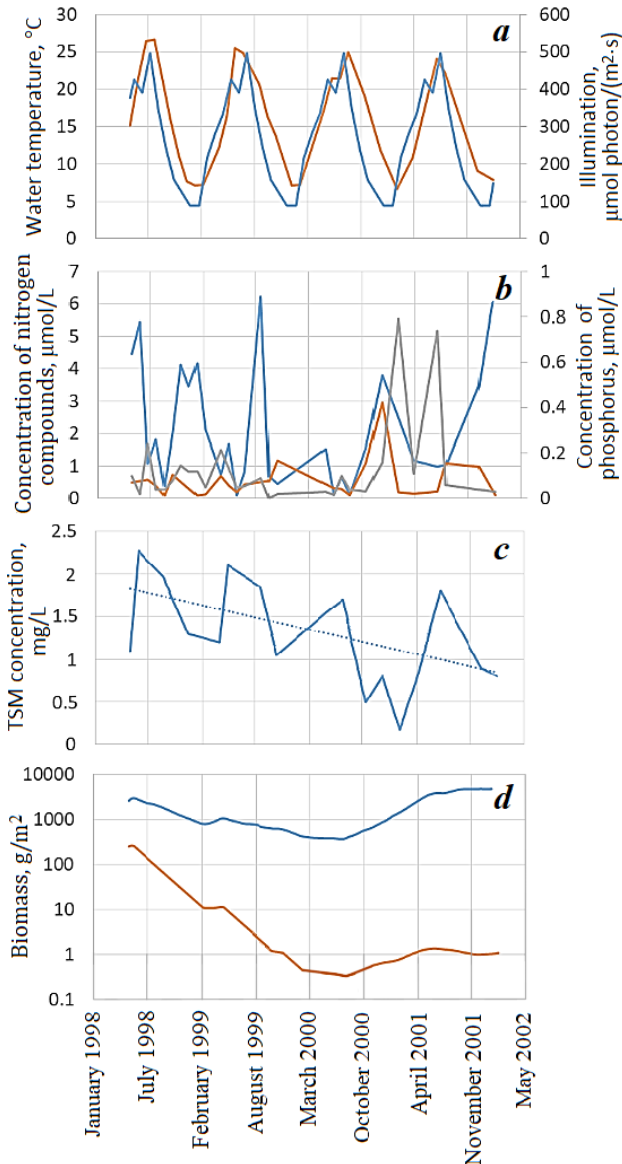 Water temperature, °C
30
25
20
15
10
5
0
a
600
500
400
300
200
100
0
Illumination,
µmol photon/(m²·s)
Concentration of nitrogen
compounds, µmol/L
7
6
5
4
3
2
1
0
b
1
0.8
0.6
0.4
0.2
0
Concentration of
phosphorus, µmol/L
TSM concentration,
mg/L
2.5
2
1.5
1
0.5
0
c
Biomass, g/m²
10000
1000
100
10
1
0.1
d
January 1998
July 1998
February 1999
August 1999
March 2000
October 2000
April 2001
November 2001
May 2002